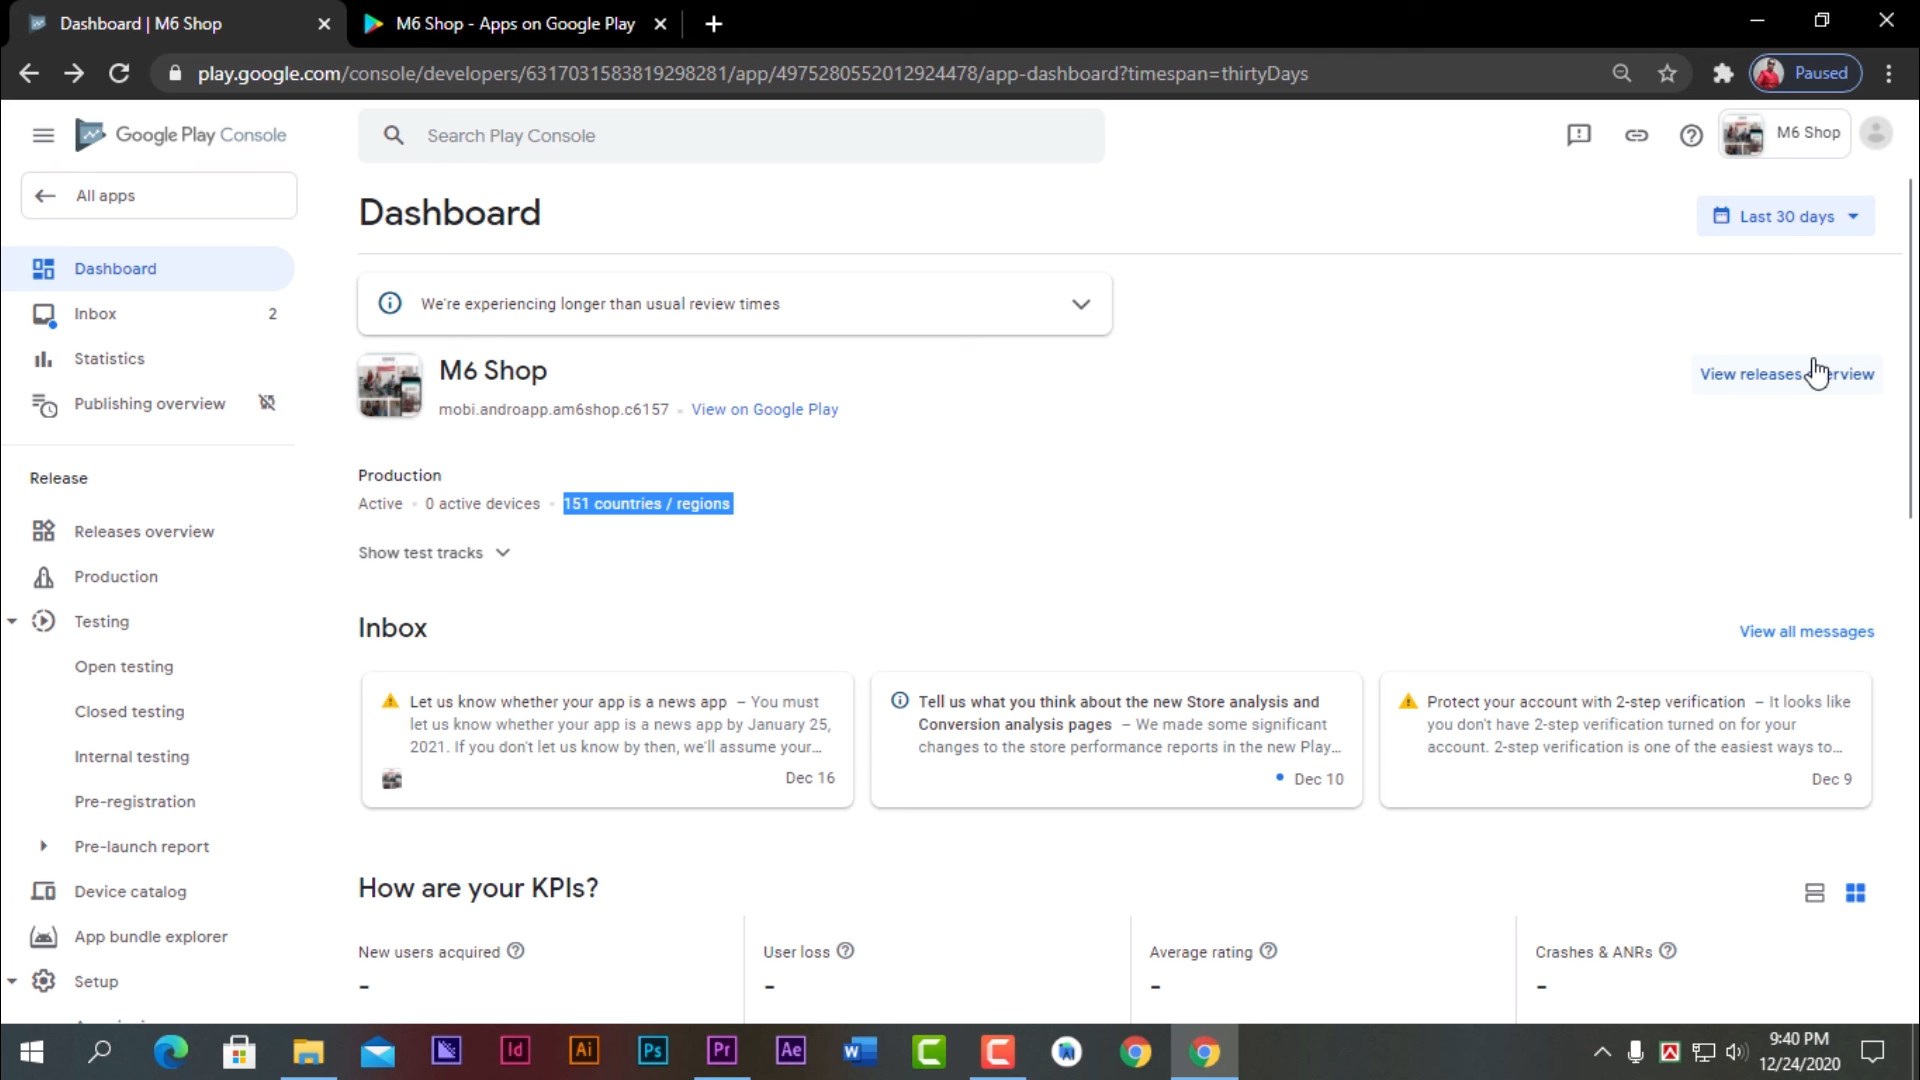 Dashboard | M6 Shop
M6 Shop - Apps on Google Play
play.google.com/console/developers/6317031583819298281/app/4975280552012924478/app-dashboard?timespan=thirtyDays
Paused
Google Play Console
Search Play Console
M6 Shop
All apps
Dashboard
Last 30 days
Dashboard
Inbox 2
Statistics
Publishing overview
We're experiencing longer than usual review times
M6 Shop
mobi.androapp.am6shop.c6157 View on Google Play
View releases overview
Production
Active 0 active devices 151 countries / regions
Show test tracks
Release
Releases overview
Production
Testing
Open testing
Closed testing
Internal testing
Pre-registration
Pre-launch report
Device catalog
App bundle explorer
Setup
Inbox
View all messages
Let us know whether your app is a news app – You must
let us know whether your app is a news app by January 25,
2021. If you don't let us know by then, we'll assume your...
Dec 16
Tell us what you think about the new Store analysis and
Conversion analysis pages – We made some significant
changes to the store performance reports in the new Play...
Dec 10
Protect your account with 2-step verification – It looks like
you don't have 2-step verification turned on for your
account. 2-step verification is one of the easiest ways to...
Dec 9
How are your KPIs?
New users acquired
-
User loss
-
Average rating
-
Crashes & ANRs
-
Id
Ai
Ps
Pr
Ae
W
9:40 PM
12/24/2020